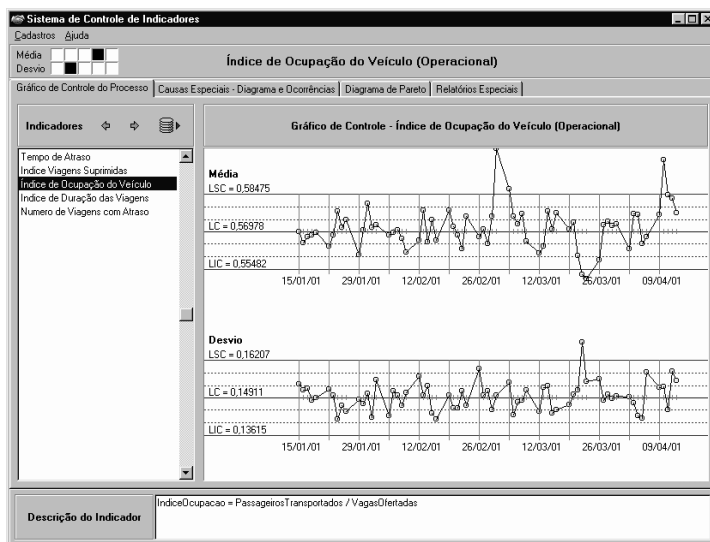 Sistema de Controle de Indicadores
Cadastros Ajuda
Média
Desvio
Índice de Ocupação do Veículo (Operacional)
Gráfico de Controle do Processo Causas Especiais - Diagrama e Ocorrências Diagrama de Pareto Relatórios Especiais
Indicadores
Tempo de Atraso
Indice Viagens Suprimidas
Índice de Ocupação do Veículo
Indice de Duração das Viagens
Numero de Viagens com Atraso
Gráfico de Controle - Índice de Ocupação do Veículo (Operacional)
Média
LSC = 0,58475
LC = 0,56978
LIC = 0,55482
15/01/01 29/01/01 12/02/01 26/02/01 12/03/01 26/03/01 09/04/01
Desvio
LSC = 0,16207
LC = 0,14911
LIC = 0,13615
15/01/01 29/01/01 12/02/01 26/02/01 12/03/01 26/03/01 09/04/01
Descrição do Indicador
IndiceOcupacao = PassageirosTransportados / VagasOfertadas